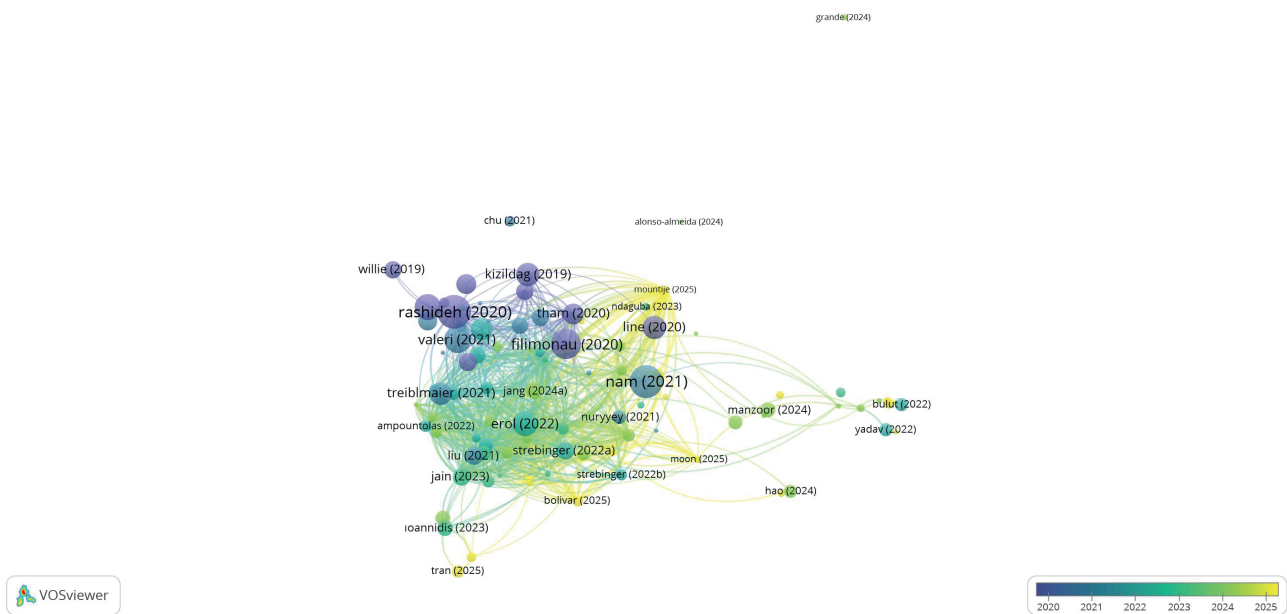 grande (2024)
chu (2021)
alonso-almeida (2024)
willie (2019)
kizildag (2019)
mountije (2025)
ndaguba (2023)
rashideh (2020)
tham (2020)
line (2020)
valeri (2021)
filimonau (2020)
nam (2021)
treiblmaier (2021)
jang (2024a)
bulut (2022)
manzoor (2024)
nuryyey (2021)
ampountolas (2022)
erol (2022)
yadav (2022)
strebinger (2022a)
liu (2021)
moon (2025)
jain (2023)
strebinger (2022b)
hao (2024)
bolivar (2025)
ıoannidis (2023)
tran (2025)
VOSviewer
2020 2021 2022 2023 2024 2025